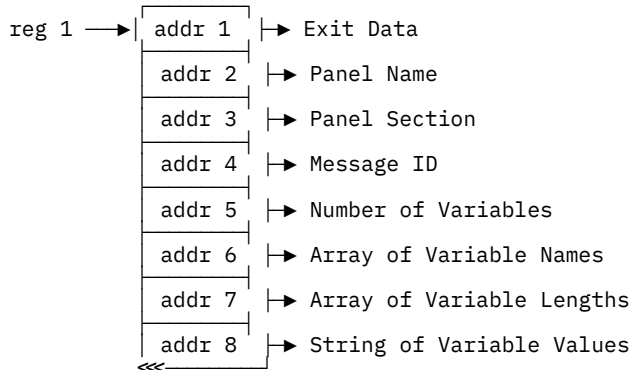 reg 1 addr 1 Exit Data
addr 2 Panel Name
addr 3 Panel Section
addr 4 Message ID
addr 5 Number of Variables
addr 6 Array of Variable Names
addr 7 Array of Variable Lengths
addr 8 String of Variable Values